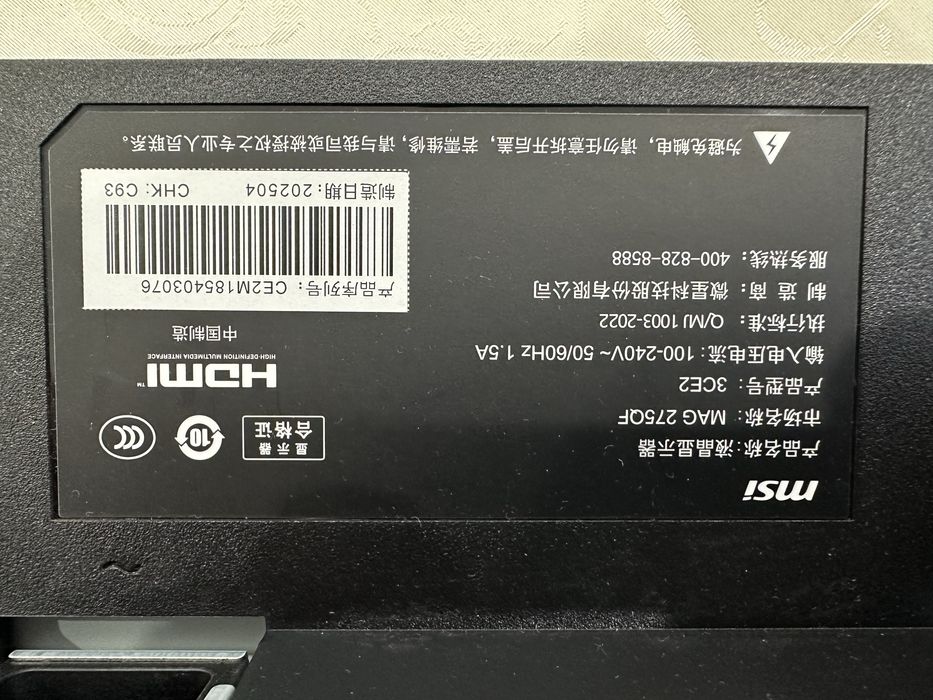 msi
产品名称:液晶显示器
市场名称: MAG 275QF
产品型号: 3CE2
输入电压电流: 100-240V~ 50/60Hz 1.5A
执行标准: Q/MJ 1003-2022
制 造 商: 微星科技股份有限公司
服务热线: 400-828-8588
显示器
合格证
10
CCC
HDMI™
HIGH-DEFINITION MULTIMEDIA INTERFACE
中国制造
产品序列号: CE2M185403076
制造日期: 202504 CHK: C93
为避免触电, 请勿任意拆开后盖, 若需维修, 请与我司或被授权之专业人员联系。